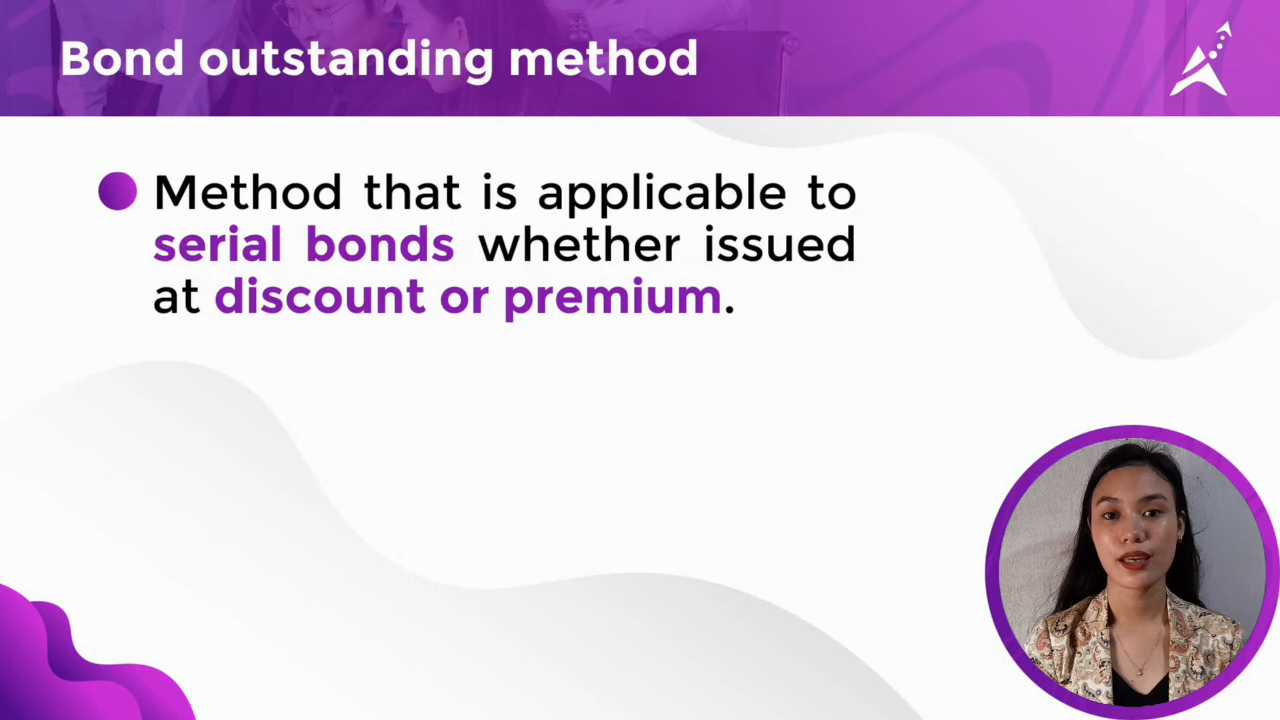 Bond outstanding method
Method that is applicable to
serial bonds whether issued
at discount or premium.